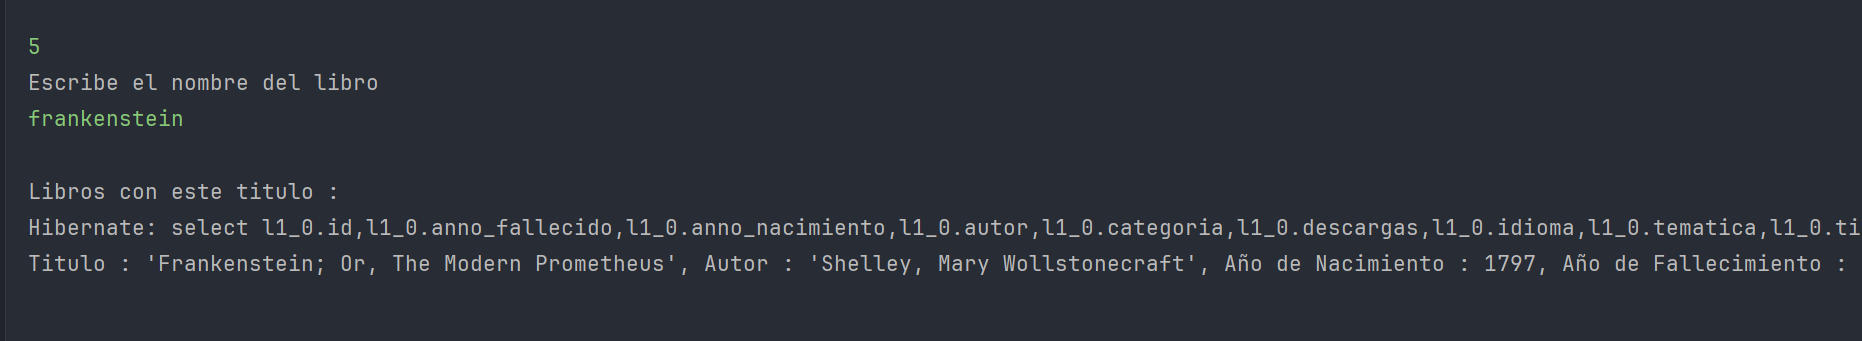 5
Escribe el nombre del libro
frankenstein
Libros con este titulo :
Hibernate: select l1_0.id,l1_0.anno_fallecido,l1_0.anno_nacimiento,l1_0.autor,l1_0.categoria,l1_0.descargas,l1_0.idioma,l1_0.tematica,l1_0.ti
Titulo : 'Frankenstein; Or, The Modern Prometheus', Autor : 'Shelley, Mary Wollstonecraft', Año de Nacimiento : 1797, Año de Fallecimiento :